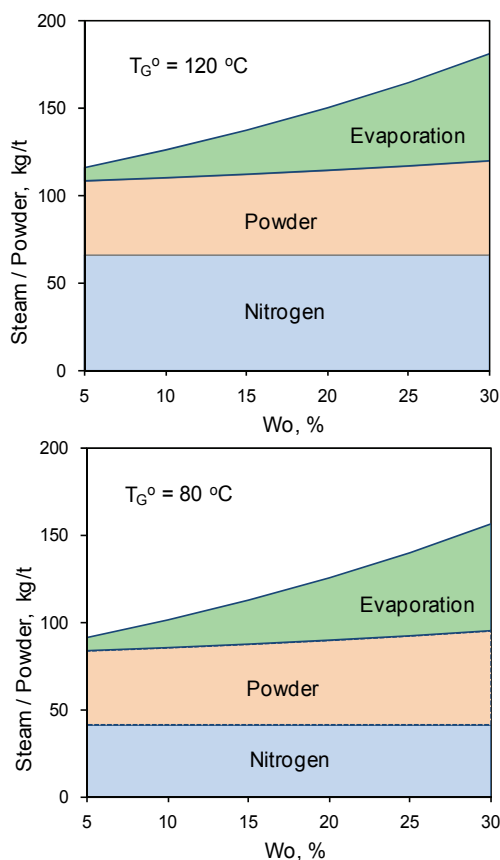 200
T_G° = 120 °C
150
Evaporation
100
Powder
50
Nitrogen
0
5 10 15 20 25 30
Steam / Powder, kg/t
Wo, %
200
T_G° = 80 °C
150
Evaporation
100
Powder
50
Nitrogen
0
5 10 15 20 25 30
Steam / Powder, kg/t
Wo, %